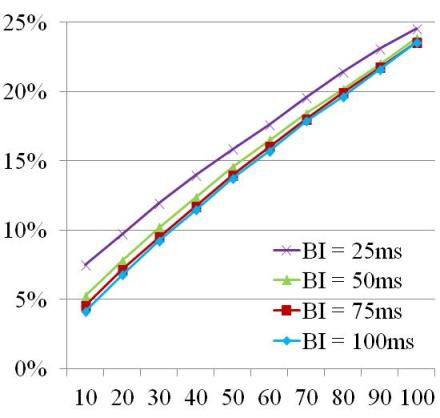 25%
20%
15%
10%
5%
0%
BI = 25ms
BI = 50ms
BI = 75ms
BI = 100ms
10 20 30 40 50 60 70 80 90 100